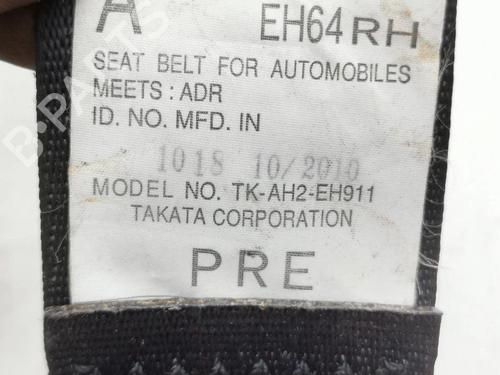 A EH64RH
SEAT BELT FOR AUTOMOBILES
MEETS : ADR
ID. NO. MFD. IN
1018 10/2010
MODEL NO. TK-AH2-EH911
TAKATA CORPORATION
PRE
B-PARTS